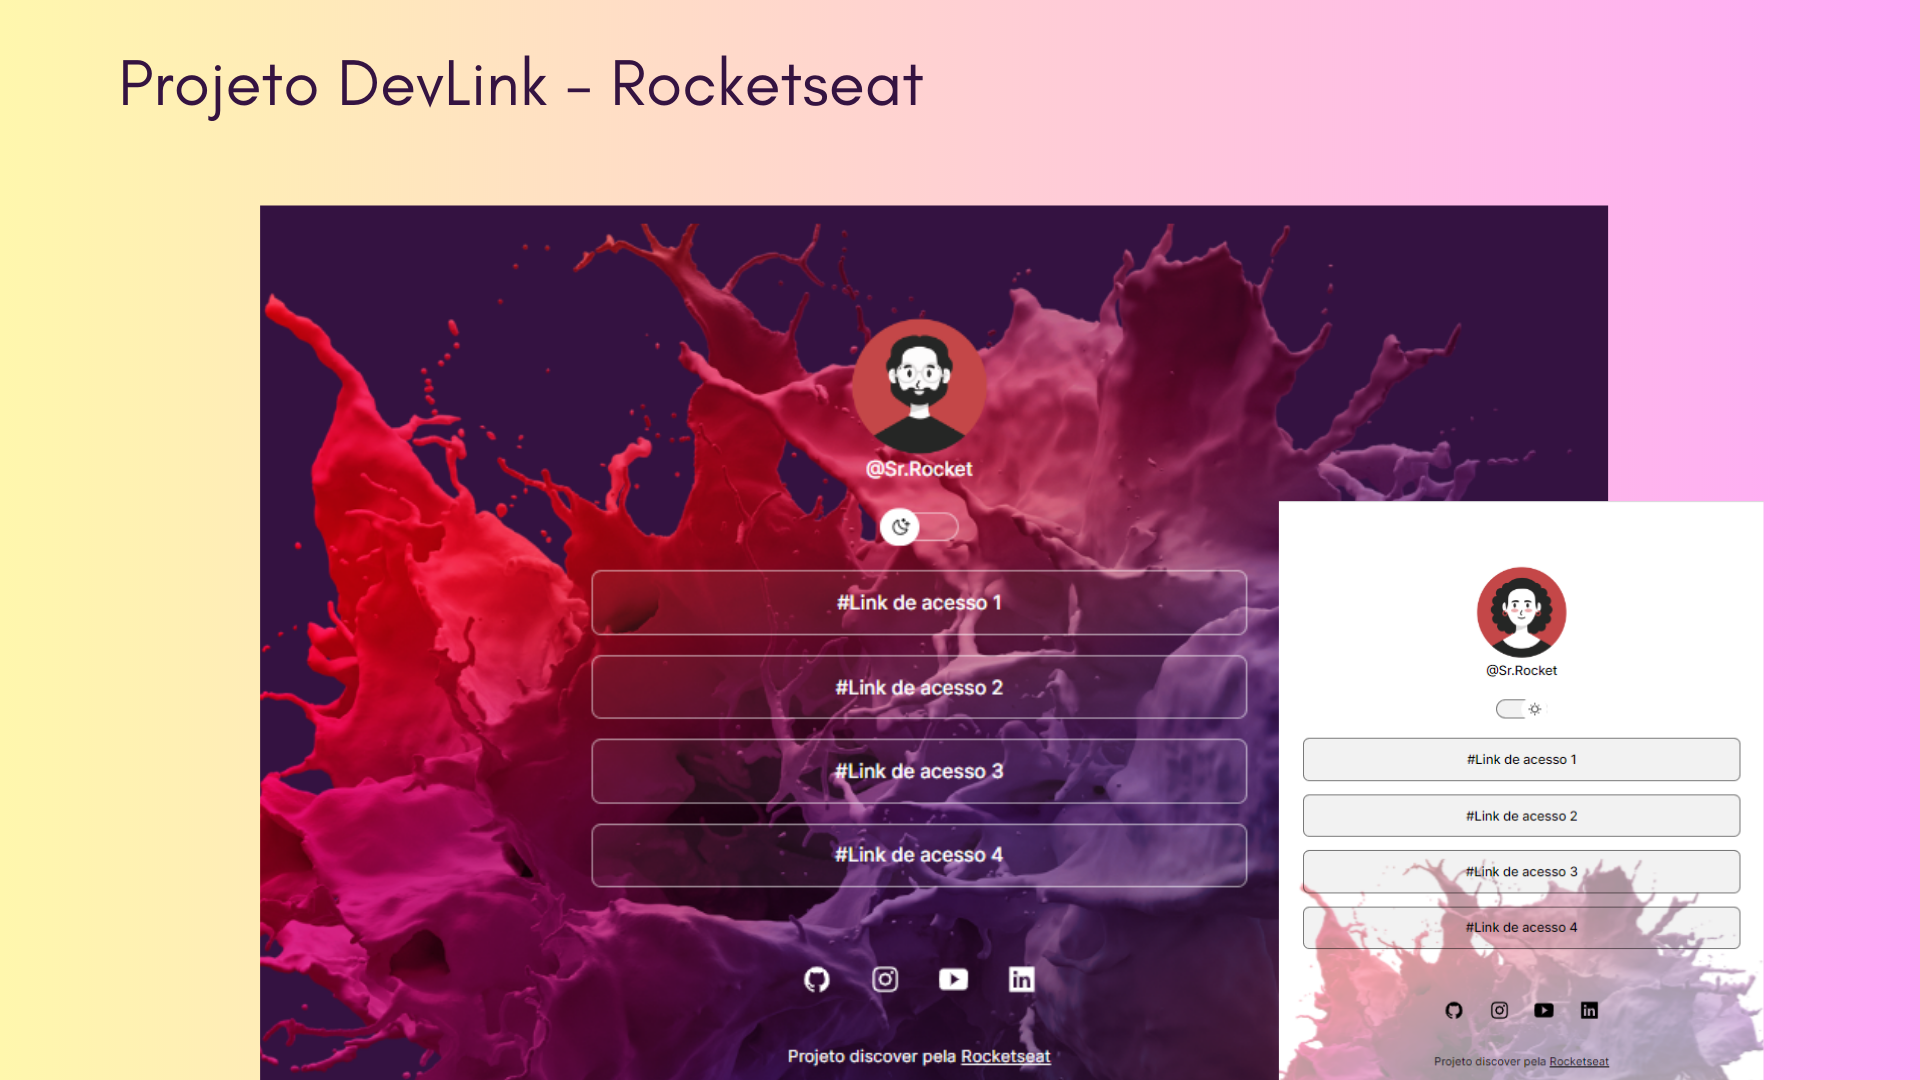 Projeto DevLink - Rocketseat
@Sr.Rocket
#Link de acesso 1
#Link de acesso 2
#Link de acesso 3
#Link de acesso 4
Projeto discover pela Rocketseat
@Sr.Rocket
#Link de acesso 1
#Link de acesso 2
#Link de acesso 3
#Link de acesso 4
Projeto discover pela Rocketseat